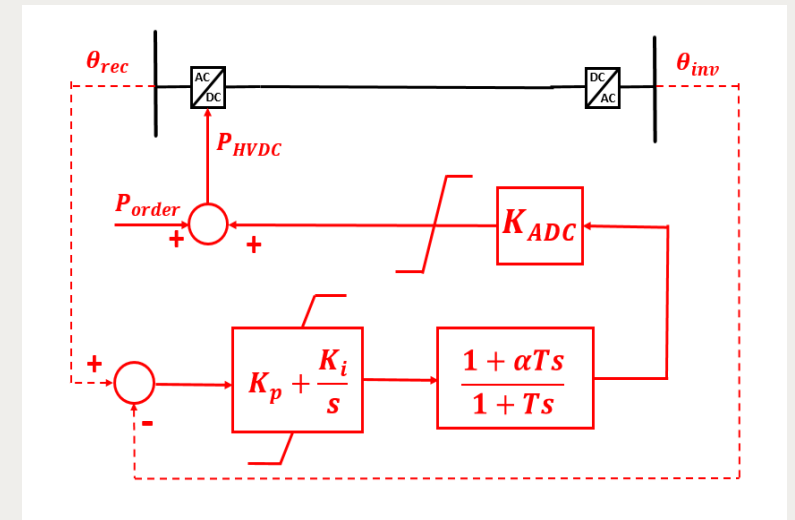 θrec
AC
DC
DC
AC
θinv
PHVDC
Porder
+
+
KADC
+
-
Kp + Ki/s
1 + αTs
1 + Ts